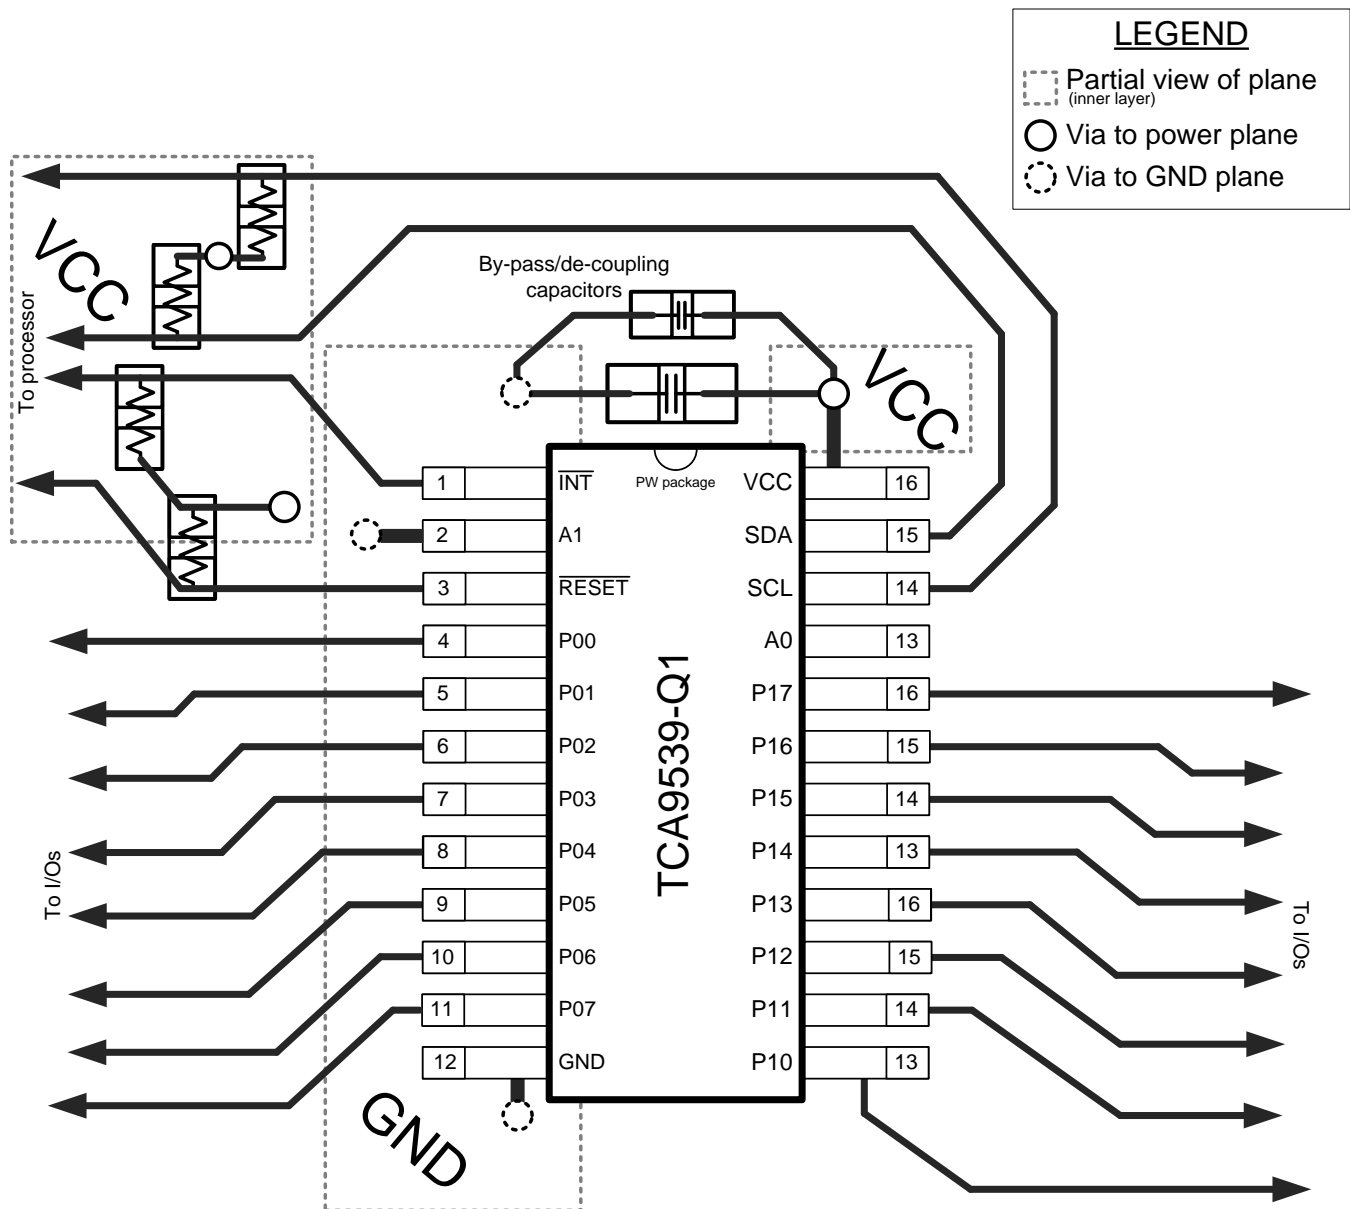 LEGEND
Partial view of plane
(inner layer)
Via to power plane
Via to GND plane
VCC
To processor
By-pass/de-coupling
capacitors
VCC
PW package
1 INT VCC 16
2 A1 SDA 15
3 RESET SCL 14
4 P00 A0 13
5 P01 P17 16
6 P02 P16 15
7 P03 P15 14
8 P04 P14 13
9 P05 P13 16
10 P06 P12 15
11 P07 P11 14
12 GND P10 13
TCA9539-Q1
To I/Os
To I/Os
GND